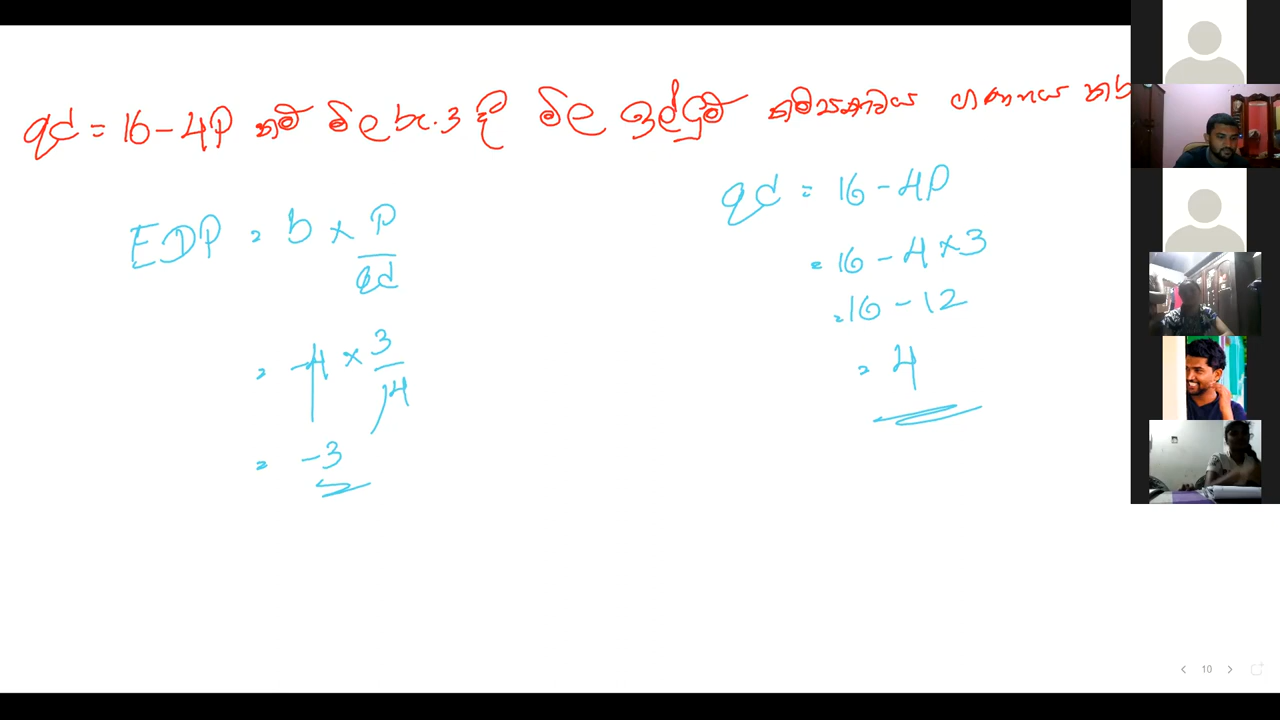 qd = 16 - 4P නම් මිල රු. 3 දී මිල ඉල්ලුම් නම්‍යතාවය ගණනය කර
EDP = b × P/qd
= -4 × 3/4
= -3
qd = 16 - 4P
= 16 - 4 × 3
= 16 - 12
= 4
10